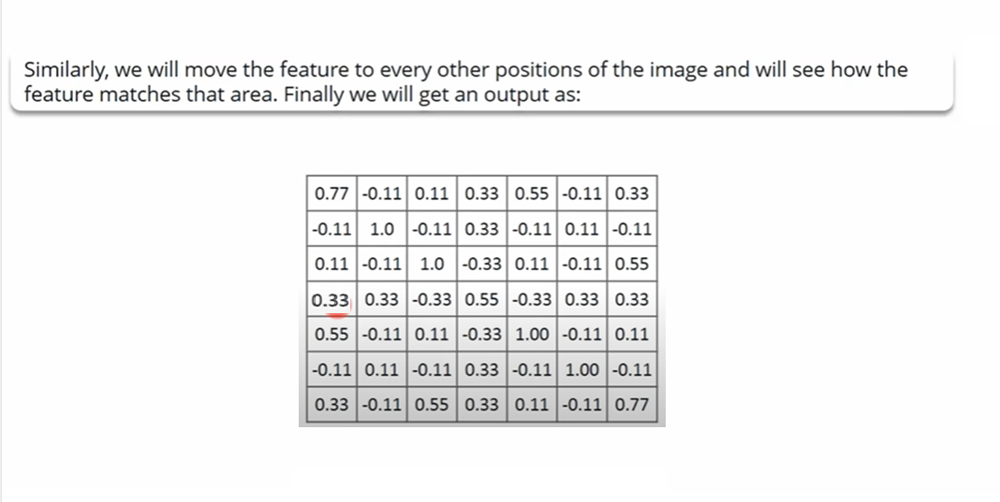 Similarly, we will move the feature to every other positions of the image and will see how the
feature matches that area. Finally we will get an output as:
0.77 -0.11 0.11 0.33 0.55 -0.11 0.33
-0.11 1.0 -0.11 0.33 -0.11 0.11 -0.11
0.11 -0.11 1.0 -0.33 0.11 -0.11 0.55
0.33 0.33 -0.33 0.55 -0.33 0.33 0.33
0.55 -0.11 0.11 -0.33 1.00 -0.11 0.11
-0.11 0.11 -0.11 0.33 -0.11 1.00 -0.11
0.33 -0.11 0.55 0.33 0.11 -0.11 0.77